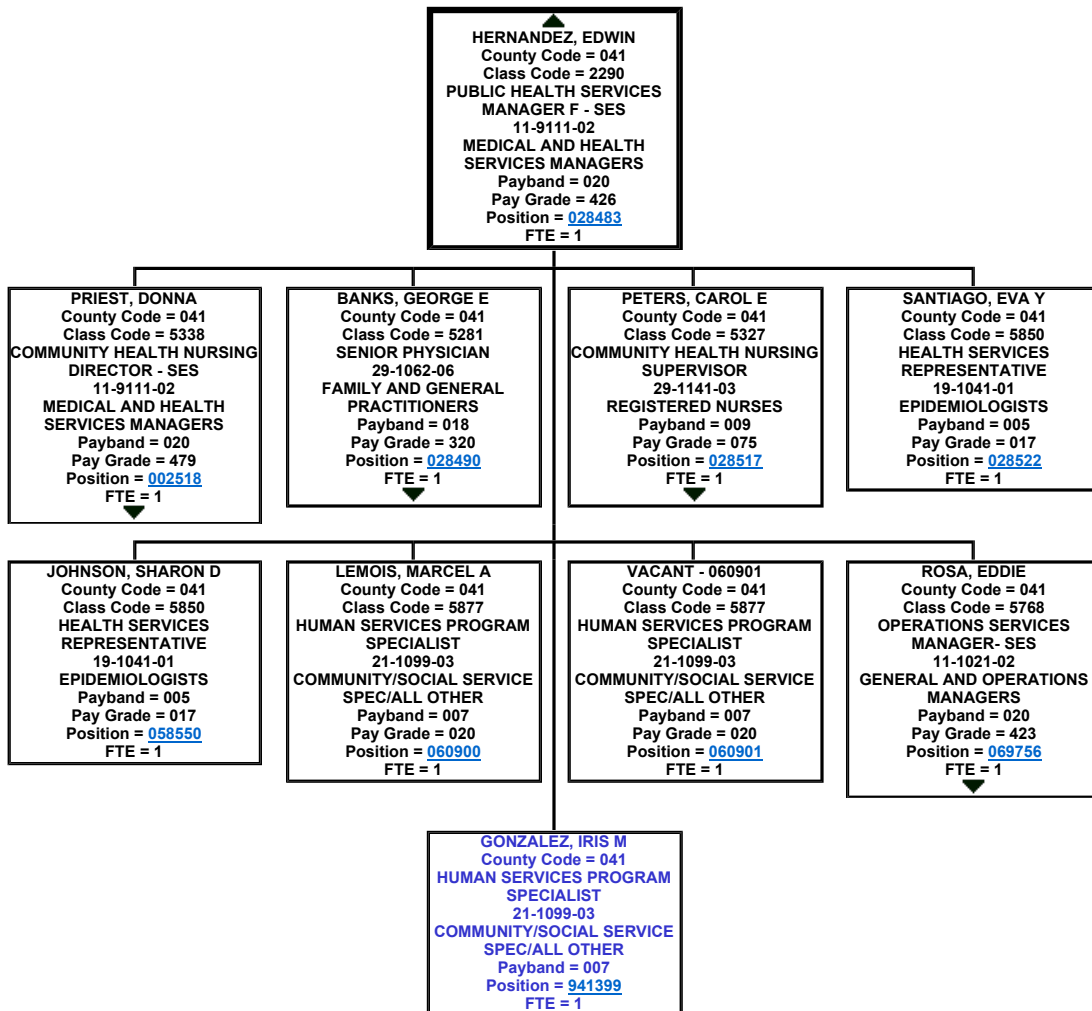 HERNANDEZ, EDWIN
County Code = 041
Class Code = 2290
PUBLIC HEALTH SERVICES
MANAGER F - SES
11-9111-02
MEDICAL AND HEALTH
SERVICES MANAGERS
Payband = 020
Pay Grade = 426
Position = 028483
FTE = 1
PRIEST, DONNA
County Code = 041
Class Code = 5338
COMMUNITY HEALTH NURSING
DIRECTOR - SES
11-9111-02
MEDICAL AND HEALTH
SERVICES MANAGERS
Payband = 020
Pay Grade = 479
Position = 002518
FTE = 1
BANKS, GEORGE E
County Code = 041
Class Code = 5281
SENIOR PHYSICIAN
29-1062-06
FAMILY AND GENERAL
PRACTITIONERS
Payband = 018
Pay Grade = 320
Position = 028490
FTE = 1
PETERS, CAROL E
County Code = 041
Class Code = 5327
COMMUNITY HEALTH NURSING
SUPERVISOR
29-1141-03
REGISTERED NURSES
Payband = 009
Pay Grade = 075
Position = 028517
FTE = 1
SANTIAGO, EVA Y
County Code = 041
Class Code = 5850
HEALTH SERVICES
REPRESENTATIVE
19-1041-01
EPIDEMIOLOGISTS
Payband = 005
Pay Grade = 017
Position = 028522
FTE = 1
JOHNSON, SHARON D
County Code = 041
Class Code = 5850
HEALTH SERVICES
REPRESENTATIVE
19-1041-01
EPIDEMIOLOGISTS
Payband = 005
Pay Grade = 017
Position = 058550
FTE = 1
LEMOIS, MARCEL A
County Code = 041
Class Code = 5877
HUMAN SERVICES PROGRAM
SPECIALIST
21-1099-03
COMMUNITY/SOCIAL SERVICE
SPEC/ALL OTHER
Payband = 007
Pay Grade = 020
Position = 060900
FTE = 1
VACANT - 060901
County Code = 041
Class Code = 5877
HUMAN SERVICES PROGRAM
SPECIALIST
21-1099-03
COMMUNITY/SOCIAL SERVICE
SPEC/ALL OTHER
Payband = 007
Pay Grade = 020
Position = 060901
FTE = 1
ROSA, EDDIE
County Code = 041
Class Code = 5768
OPERATIONS SERVICES
MANAGER- SES
11-1021-02
GENERAL AND OPERATIONS
MANAGERS
Payband = 020
Pay Grade = 423
Position = 069756
FTE = 1
GONZALEZ, IRIS M
County Code = 041
HUMAN SERVICES PROGRAM
SPECIALIST
21-1099-03
COMMUNITY/SOCIAL SERVICE
SPEC/ALL OTHER
Payband = 007
Position = 941399
FTE = 1